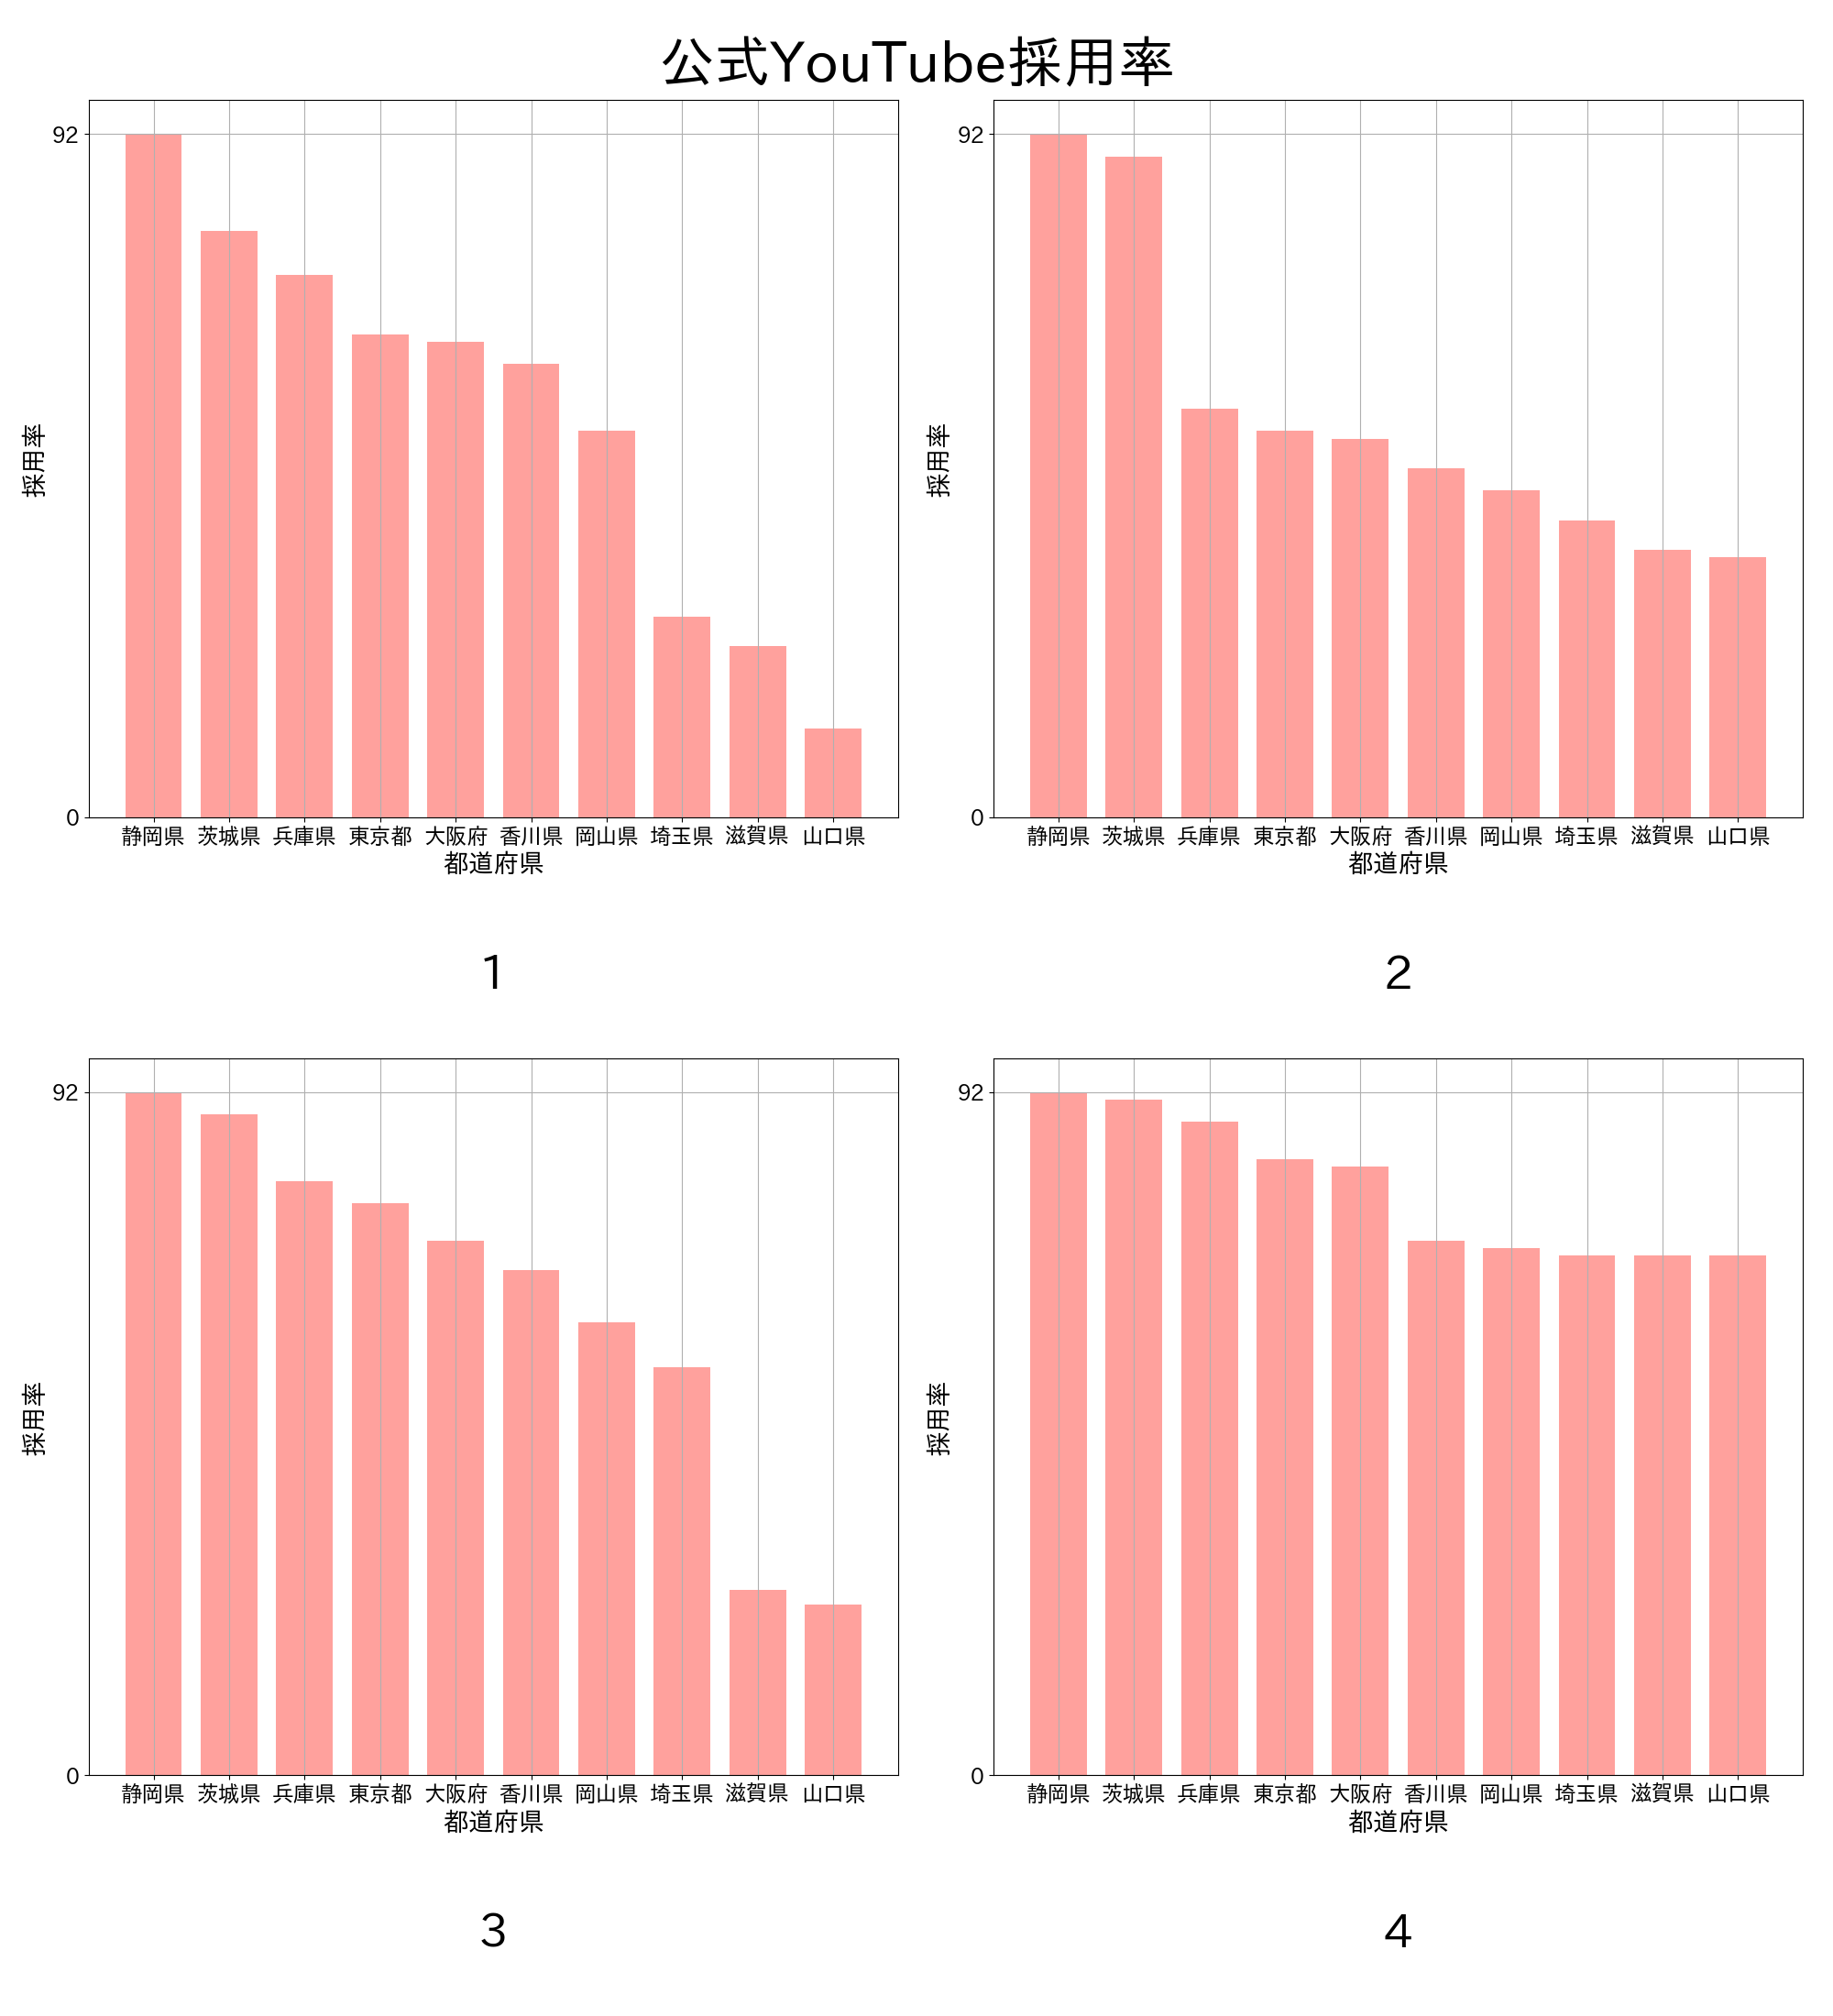 公式YouTube採用率
92
0
採用率
静岡県 茨城県 兵庫県 東京都 大阪府 香川県 岡山県 埼玉県 滋賀県 山口県
都道府県
1
92
0
採用率
静岡県 茨城県 兵庫県 東京都 大阪府 香川県 岡山県 埼玉県 滋賀県 山口県
都道府県
2
92
0
採用率
静岡県 茨城県 兵庫県 東京都 大阪府 香川県 岡山県 埼玉県 滋賀県 山口県
都道府県
3
92
0
採用率
静岡県 茨城県 兵庫県 東京都 大阪府 香川県 岡山県 埼玉県 滋賀県 山口県
都道府県
4